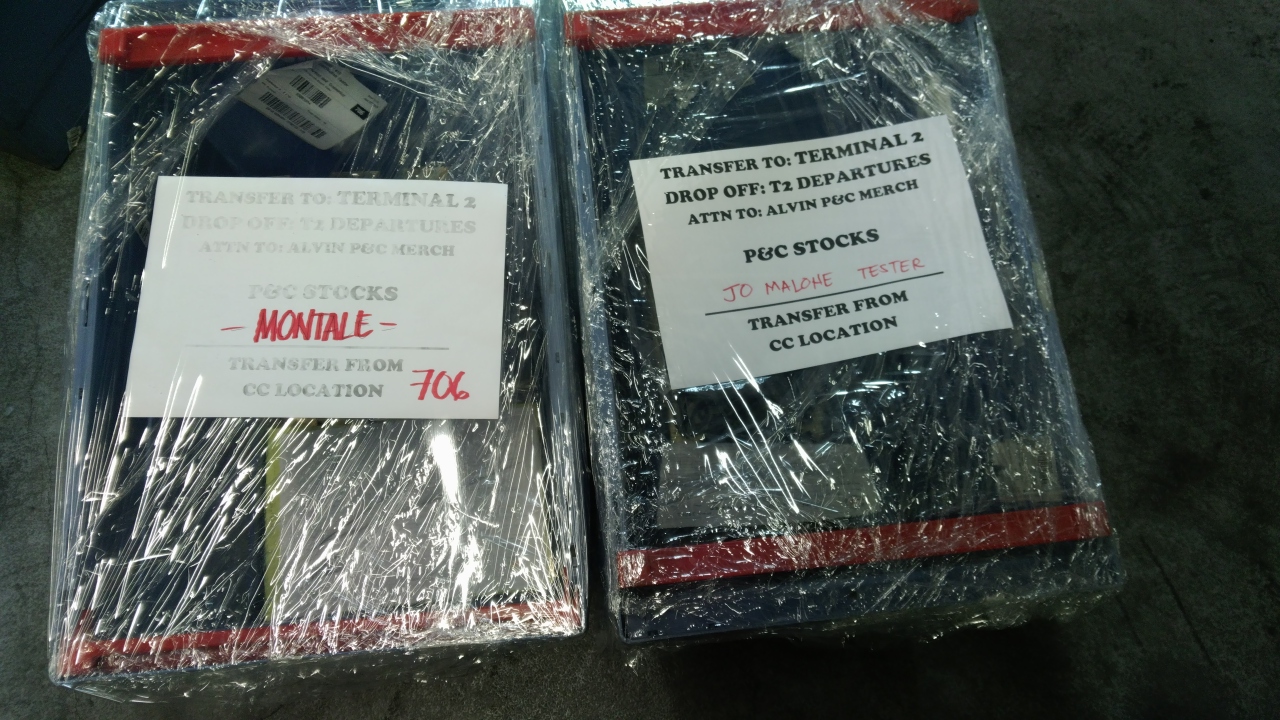 TRANSFER TO: TERMINAL 2
DROP OFF: T2 DEPARTURES
ATTN TO: ALVIN P&C MERCH
P&C STOCKS
- MONTALE -
TRANSFER FROM
CC LOCATION 706
TRANSFER TO: TERMINAL 2
DROP OFF: T2 DEPARTURES
ATTN TO: ALVIN P&C MERCH
P&C STOCKS
JO MALOHE TESTER
TRANSFER FROM
CC LOCATION